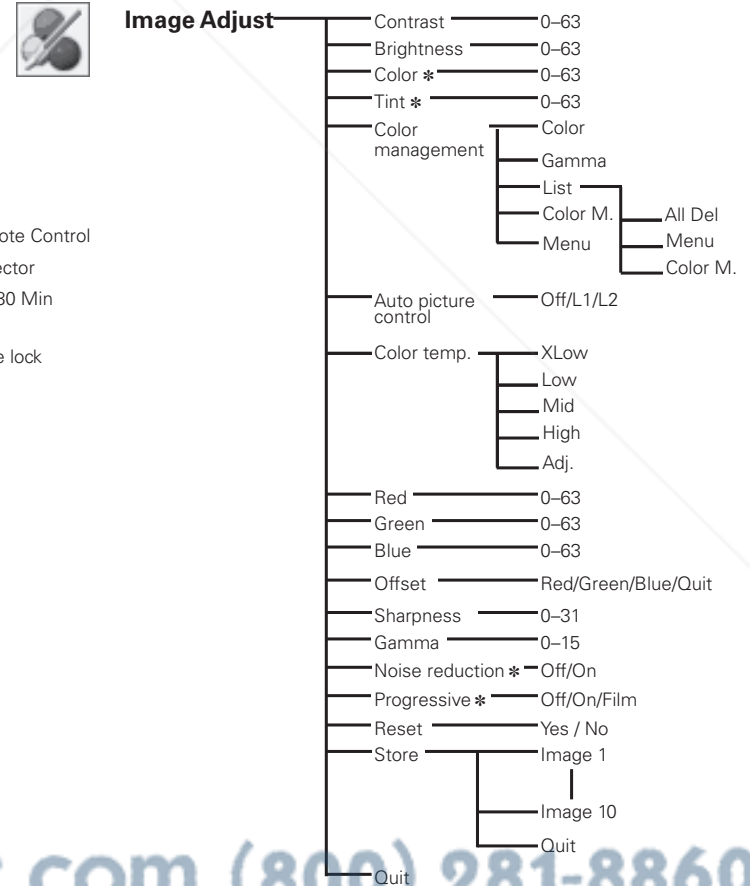 Image Adjust
Contrast 0–63
Brightness 0–63
Color ✻ 0–63
Tint ✻ 0–63
Color management Color
Gamma
List
Color M. All Del
Menu Menu
Color M.
ote Control
ector
30 Min
e lock
Auto picture control Off/L1/L2
Color temp. XLow
Low
Mid
High
Adj.
Red 0–63
Green 0–63
Blue 0–63
Offset Red/Green/Blue/Quit
Sharpness 0–31
Gamma 0–15
Noise reduction ✻ Off/On
Progressive ✻ Off/On/Film
Reset Yes / No
Store Image 1
Image 10
Quit
Quit
com (800) 281-8860